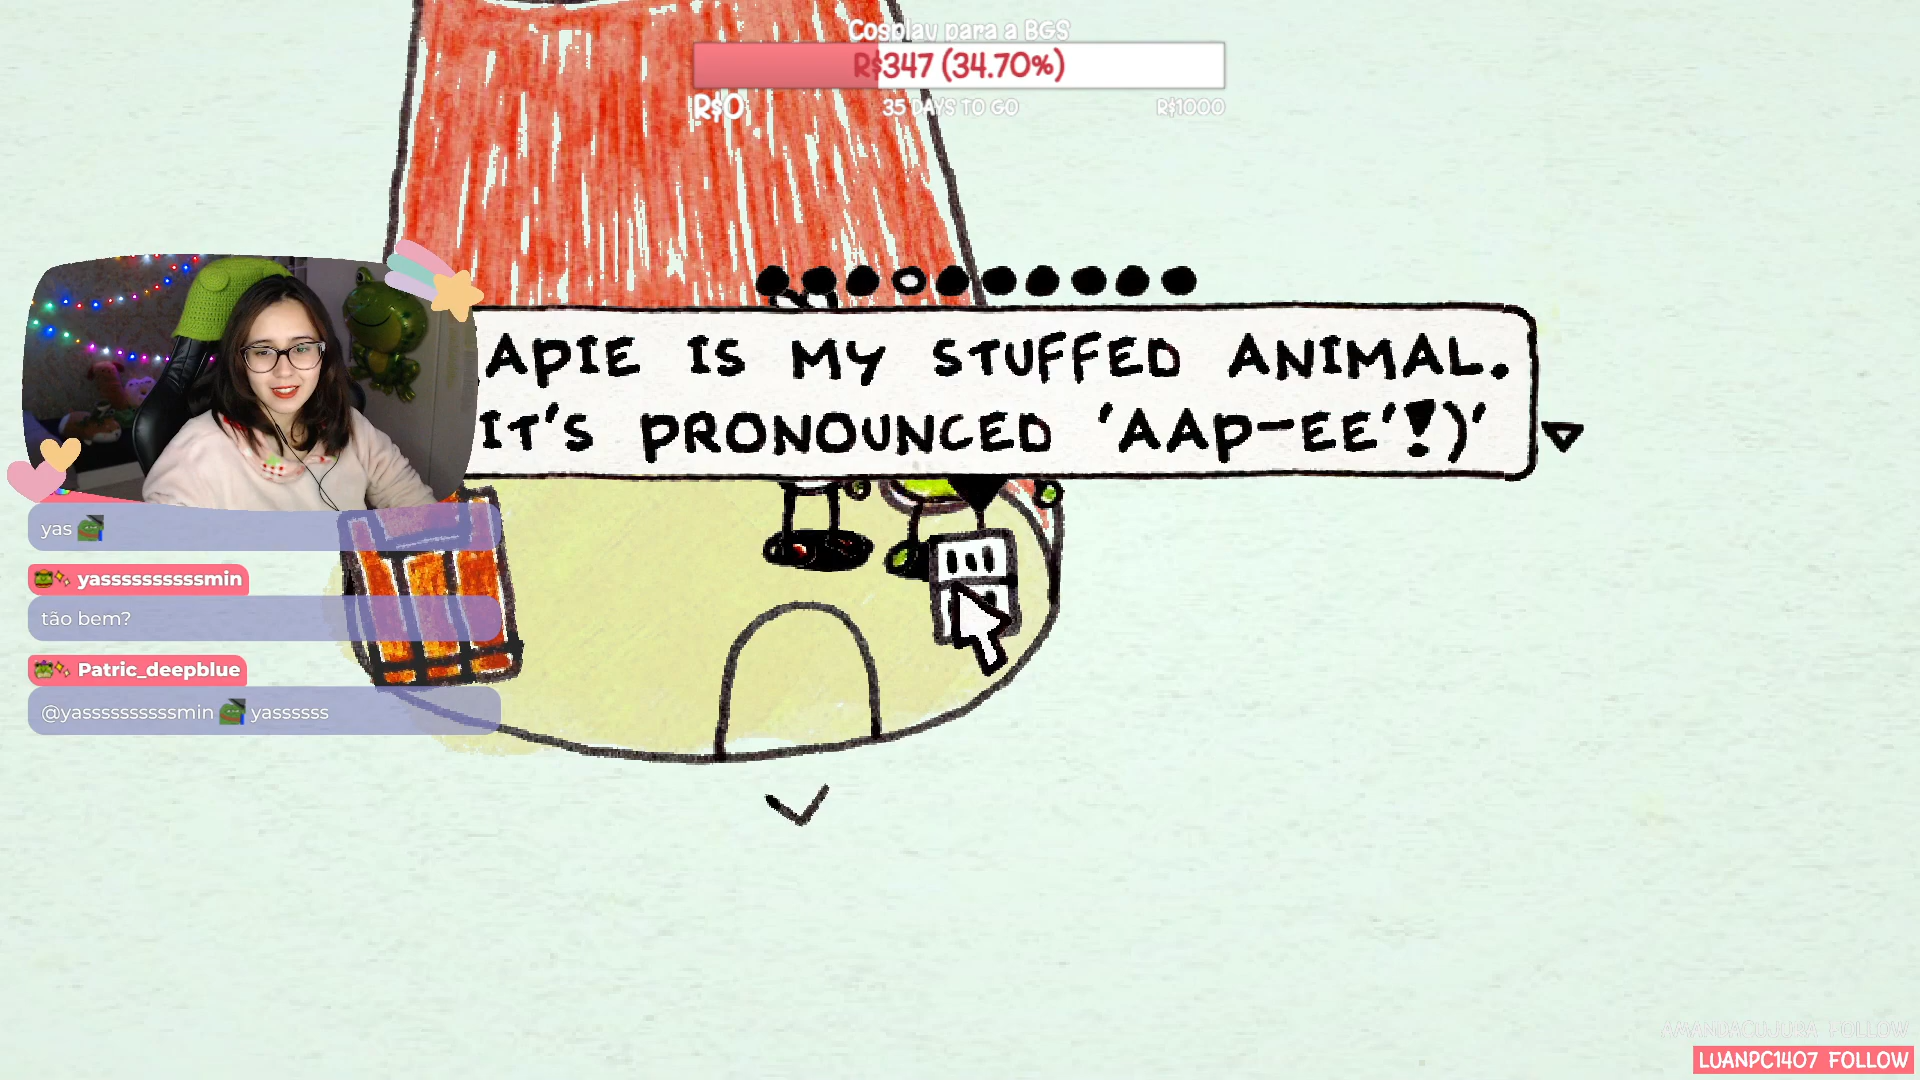 Cosplay para a BGS
R$347 (34.70%)
R$0
35 DAYS TO GO
R$1000
APIE IS MY STUFFED ANIMAL.
IT'S PRONOUNCED 'AAP-EE'!)'
yas
yassssssssssmin
tão bem?
Patric_deepblue
@yassssssssssmin yassssss
FOLLOW
LUANPC1407 FOLLOW